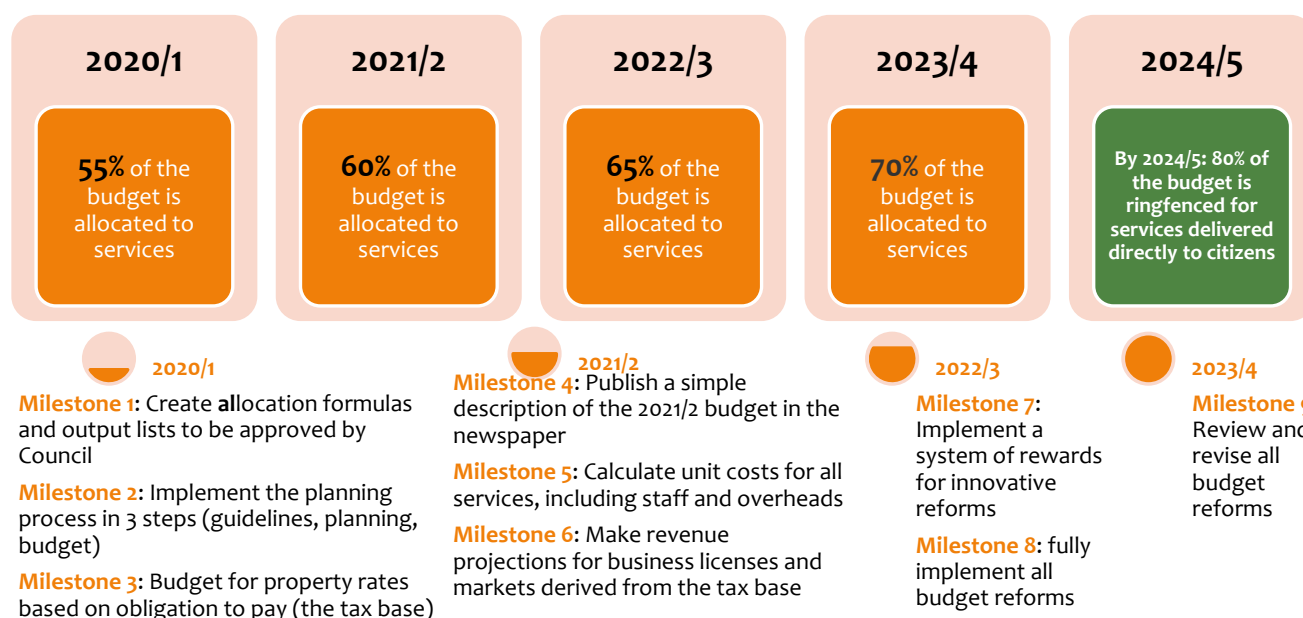 2020/1
55% of the
budget is
allocated to
services
2021/2
60% of the
budget is
allocated to
services
2022/3
65% of the
budget is
allocated to
services
2023/4
70% of the
budget is
allocated to
services
2024/5
By 2024/5: 80% of
the budget is
ringfenced for
services delivered
directly to citizens
2020/1
Milestone 1: Create allocation formulas
and output lists to be approved by
Council
Milestone 2: Implement the planning
process in 3 steps (guidelines, planning,
budget)
Milestone 3: Budget for property rates
based on obligation to pay (the tax base)
2021/2
Milestone 4: Publish a simple
description of the 2021/2 budget in the
newspaper
Milestone 5: Calculate unit costs for all
services, including staff and overheads
Milestone 6: Make revenue
projections for business licenses and
markets derived from the tax base
2022/3
Milestone 7:
Implement a
system of rewards
for innovative
reforms
Milestone 8: fully
implement all
budget reforms
2023/4
Milestone
Review and
revise all
budget
reforms